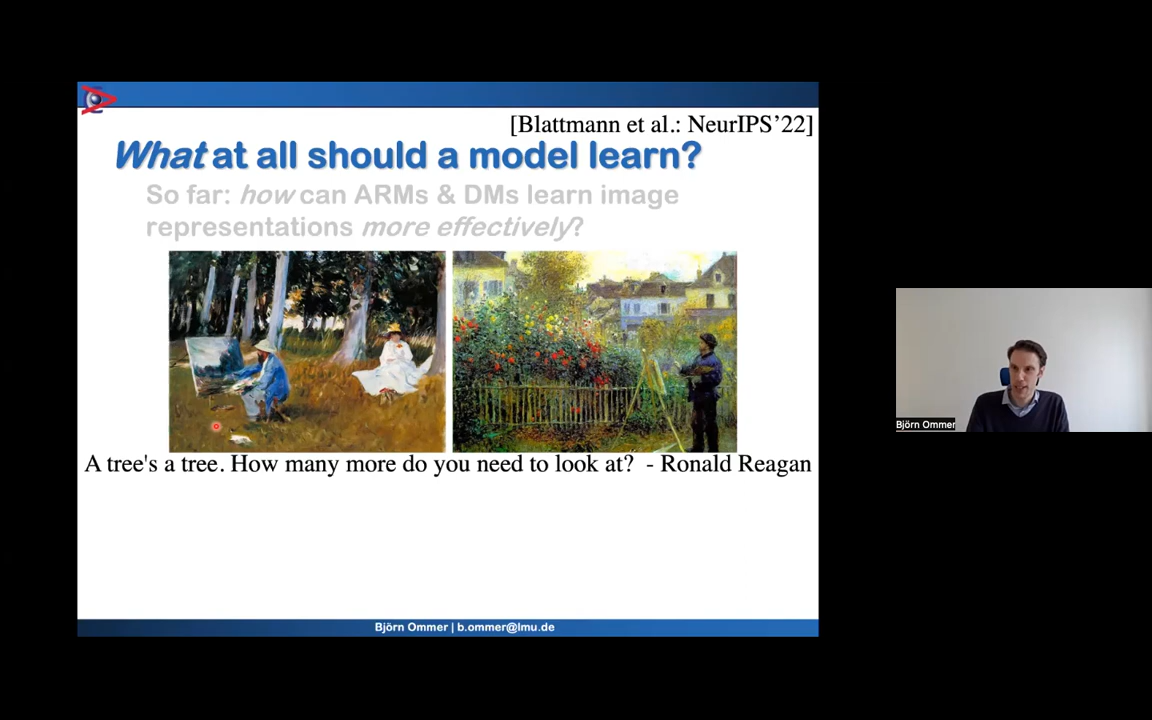 [Blattmann et al.: NeurIPS'22]
What at all should a model learn?
So far: how can ARMs & DMs learn image
representations more effectively?
A tree's a tree. How many more do you need to look at?  - Ronald Reagan
Björn Ommer | b.ommer@lmu.de
Björn Ommer